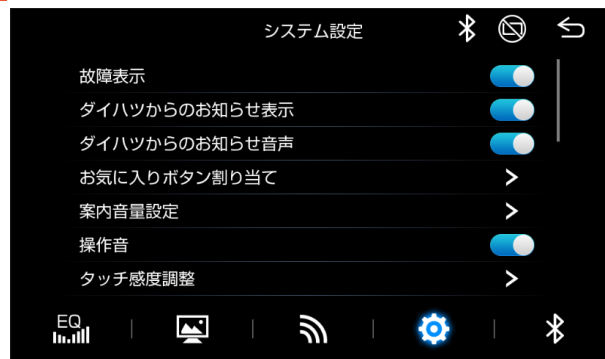 システム設定
故障表示
ダイハツからのお知らせ表示
ダイハツからのお知らせ音声
お気に入りボタン割り当て
案内音量設定
操作音
タッチ感度調整
EQ